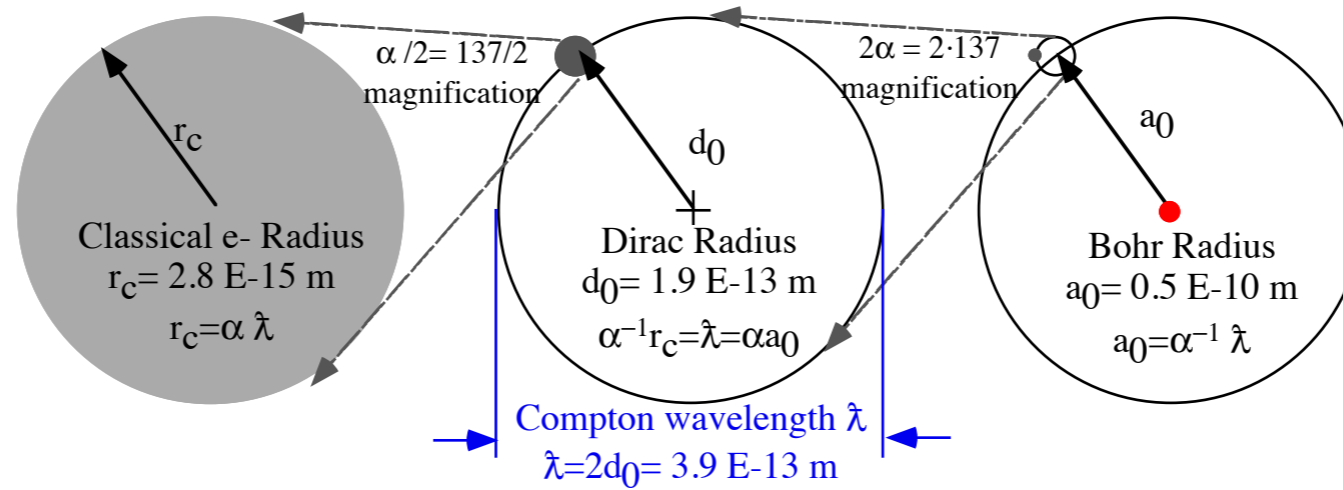 α /2= 137/2
magnification
r_c
Classical e- Radius
r_c= 2.8 E-15 m
r_c=α ƛ
d_0
Dirac Radius
d_0= 1.9 E-13 m
α⁻¹r_c=ƛ=αa_0
Compton wavelength ƛ
ƛ=2d_0= 3.9 E-13 m
2α = 2·137
magnification
a_0
Bohr Radius
a_0= 0.5 E-10 m
a_0=α⁻¹ ƛ